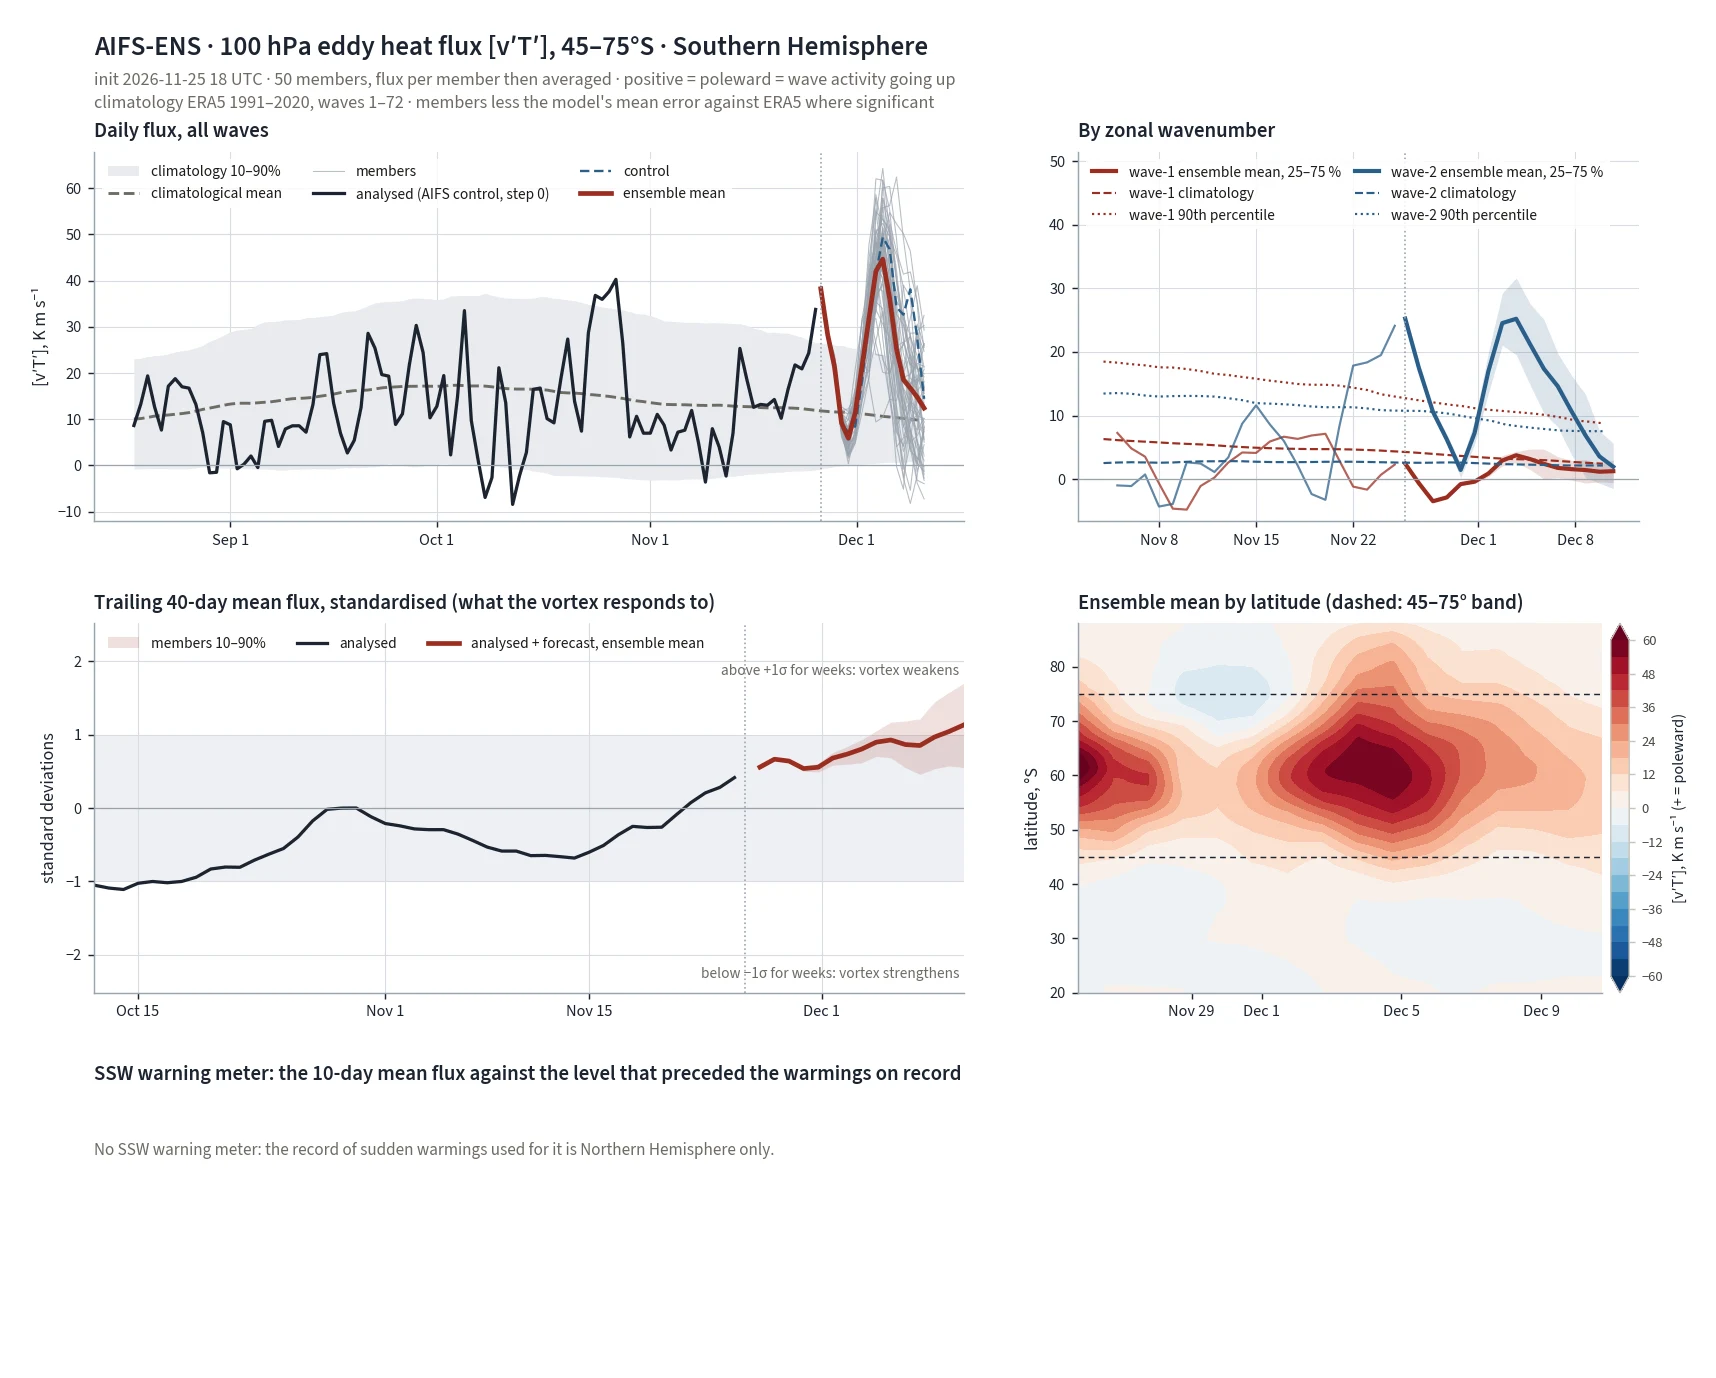 AIFS-ENS · 100 hPa eddy heat flux [v′T′], 45–75°S · Southern Hemisphere
init 2026-11-25 18 UTC · 50 members, flux per member then averaged · positive = poleward = wave activity going up
climatology ERA5 1991–2020, waves 1–72 · members less the model's mean error against ERA5 where significant
Daily flux, all waves
climatology 10–90%
members
control
climatological mean
analysed (AIFS control, step 0)
ensemble mean
[v′T′], K m s⁻¹
60
50
40
30
20
10
0
−10
Sep 1
Oct 1
Nov 1
Dec 1
By zonal wavenumber
wave-1 ensemble mean, 25–75 %
wave-2 ensemble mean, 25–75 %
wave-1 climatology
wave-2 climatology
wave-1 90th percentile
wave-2 90th percentile
50
40
30
20
10
0
Nov 8
Nov 15
Nov 22
Dec 1
Dec 8
Trailing 40-day mean flux, standardised (what the vortex responds to)
members 10–90%
analysed
analysed + forecast, ensemble mean
above +1σ for weeks: vortex weakens
below −1σ for weeks: vortex strengthens
standard deviations
2
1
0
−1
−2
Oct 15
Nov 1
Nov 15
Dec 1
Ensemble mean by latitude (dashed: 45–75° band)
latitude, °S
80
70
60
50
40
30
20
Nov 29
Dec 1
Dec 5
Dec 9
60
48
36
24
12
0
−12
−24
−36
−48
−60
[v′T′], K m s⁻¹ (+ = poleward)
SSW warning meter: the 10-day mean flux against the level that preceded the warmings on record
No SSW warning meter: the record of sudden warmings used for it is Northern Hemisphere only.